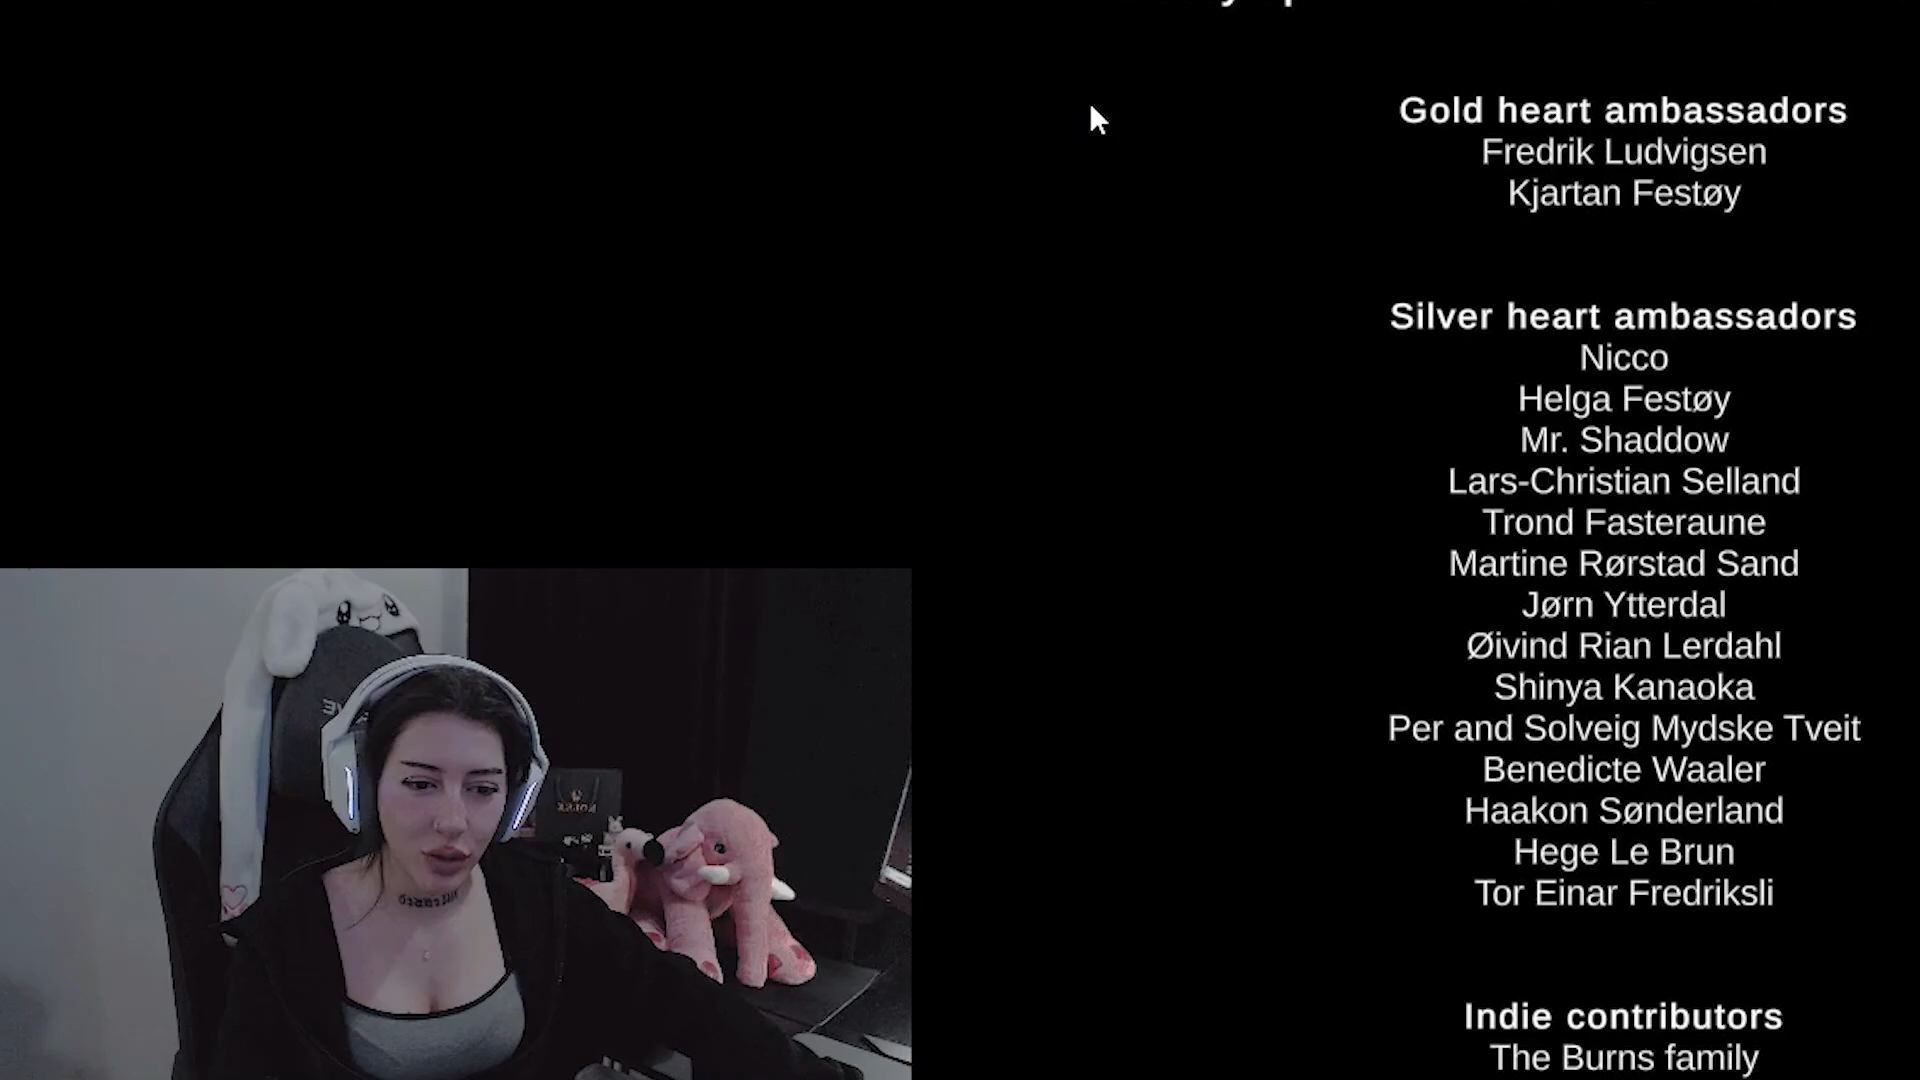 Gold heart ambassadors
Fredrik Ludvigsen
Kjartan Festøy
Silver heart ambassadors
Nicco
Helga Festøy
Mr. Shaddow
Lars-Christian Selland
Trond Fasteraune
Martine Rørstad Sand
Jørn Ytterdal
Øivind Rian Lerdahl
Shinya Kanaoka
Per and Solveig Mydske Tveit
Benedicte Waaler
Haakon Sønderland
Hege Le Brun
Tor Einar Fredriksli
Indie contributors
The Burns family